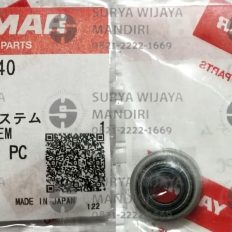 MAG
PARTS
SURYA WIJAYA
MANDIRI
0821-2222-1669
40
ステム
EM
1
PC
MADE IN JAPAN
122
SURYA WIJAYA
MANDIRI
0821-2222-1669